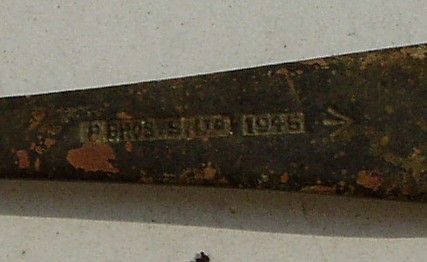 P. BROS. & S. LTD 1945